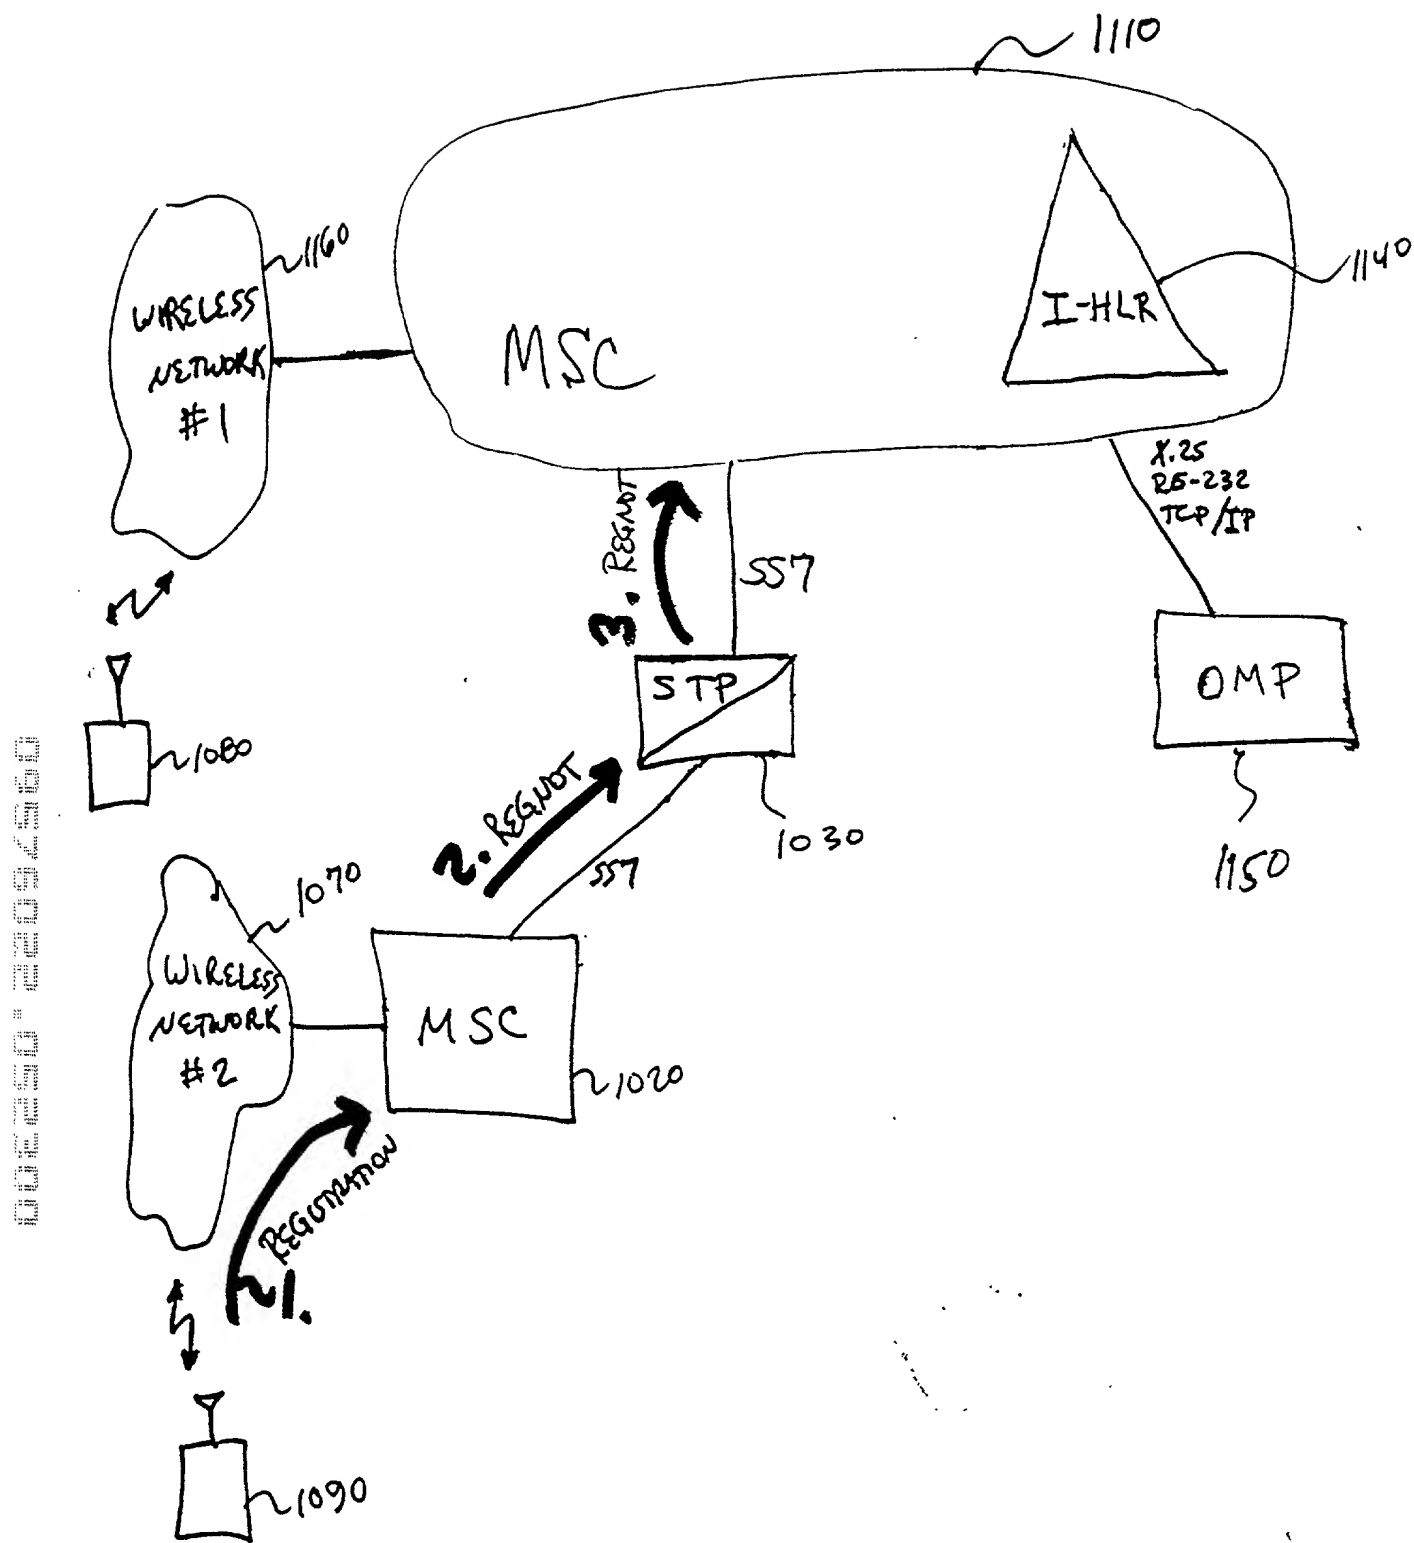 1110
1160
WIRELESS
NETWORK
#1
MSC
I-HLR
1140
X.25
RS-232
TCP/IP
3. REGNOT
SS7
STP
OMP
1080
1030
1150
2. REGNOT
SS7
1070
WIRELESS
NETWORK
#2
MSC
1020
1. REGISTRATION
1090